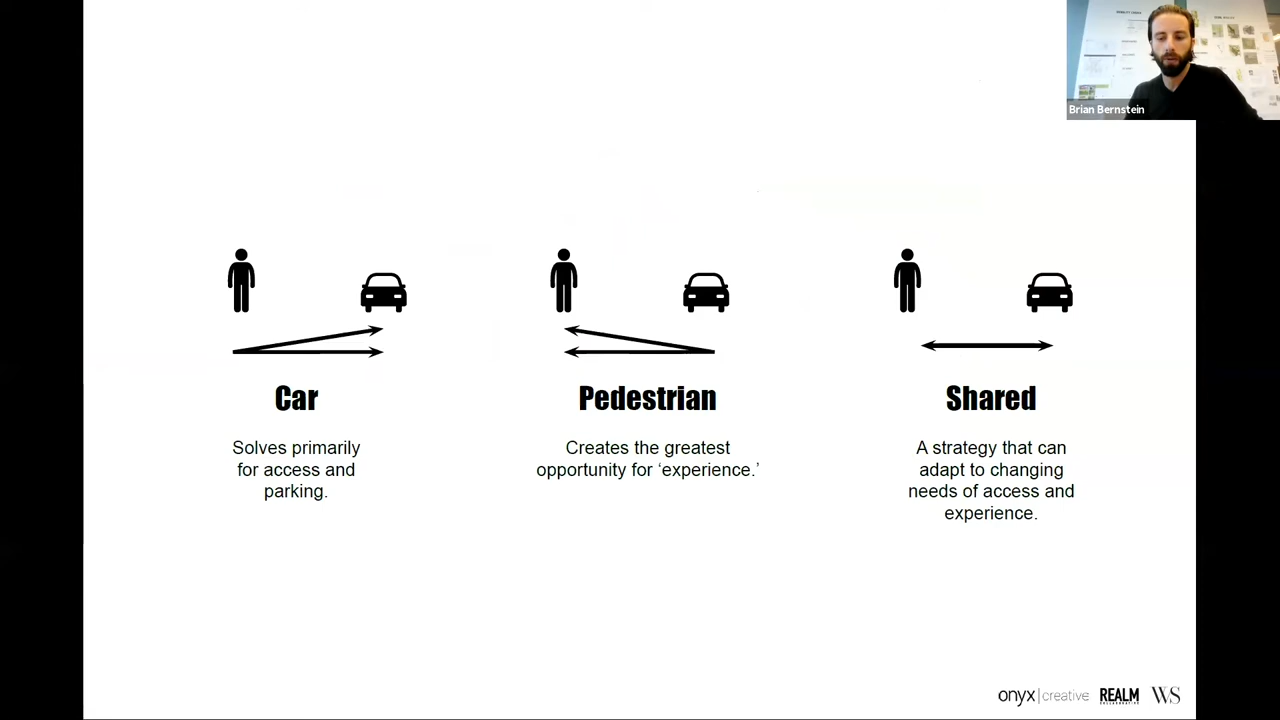 Brian Bernstein
Car
Solves primarily
for access and
parking.
Pedestrian
Creates the greatest
opportunity for ‘experience.’
Shared
A strategy that can
adapt to changing
needs of access and
experience.
onyx|creative REALM WS
COLLABORATIVE